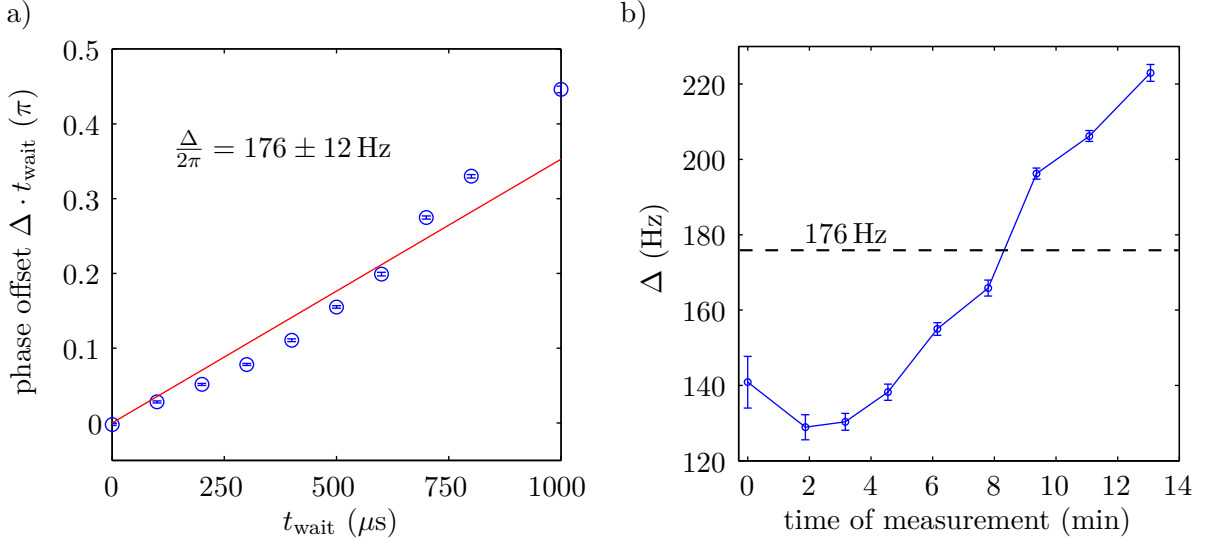 a)
0.5
0.4
0.3
0.2
0.1
0
phase offset Δ · t_wait (π)
Δ/2π = 176 ± 12 Hz
0 250 500 750 1000
t_wait (μs)
b)
220
200
180
160
140
120
Δ (Hz)
176 Hz
0 2 4 6 8 10 12 14
time of measurement (min)